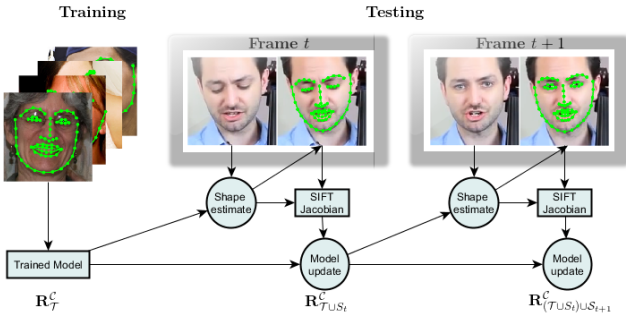 Training
Testing
Frame t
Frame t + 1
Shape
estimate
SIFT
Jacobian
Shape
estimate
SIFT
Jacobian
Trained Model
Model
update
Model
update
R^C_T
R^C_{T∪S_t}
R^C_{(T∪S_t)∪S_{t+1}}